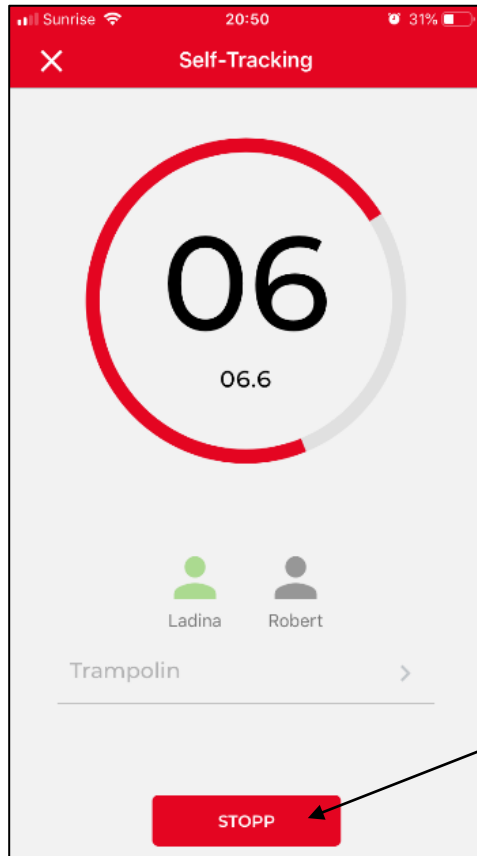 Sunrise 20:50 31%
Self-Tracking
06
06.6
Ladina Robert
Trampolin
STOPP